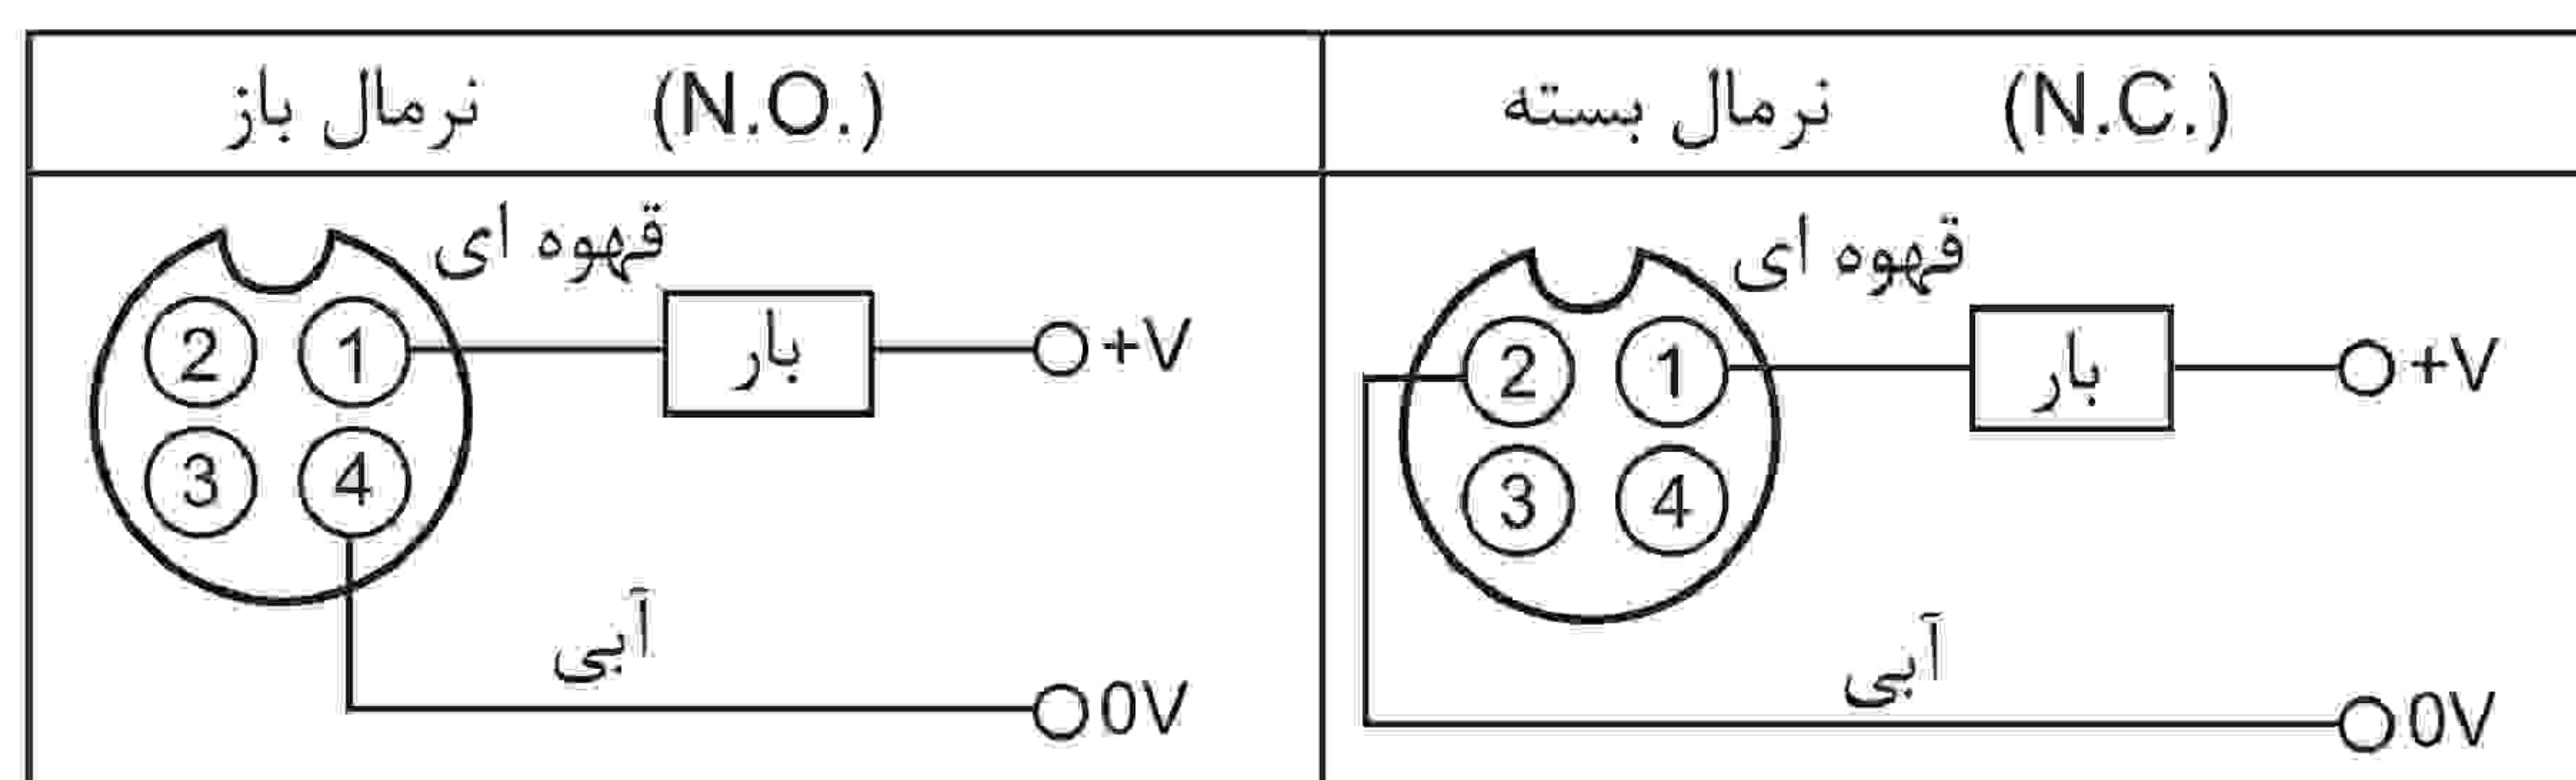 نرمال باز (N.O.)
قهوه ای
2 1 بار +V
3 4
آبی
0V
نرمال بسته (N.C.)
قهوه ای
2 1 بار +V
3 4
آبی
0V